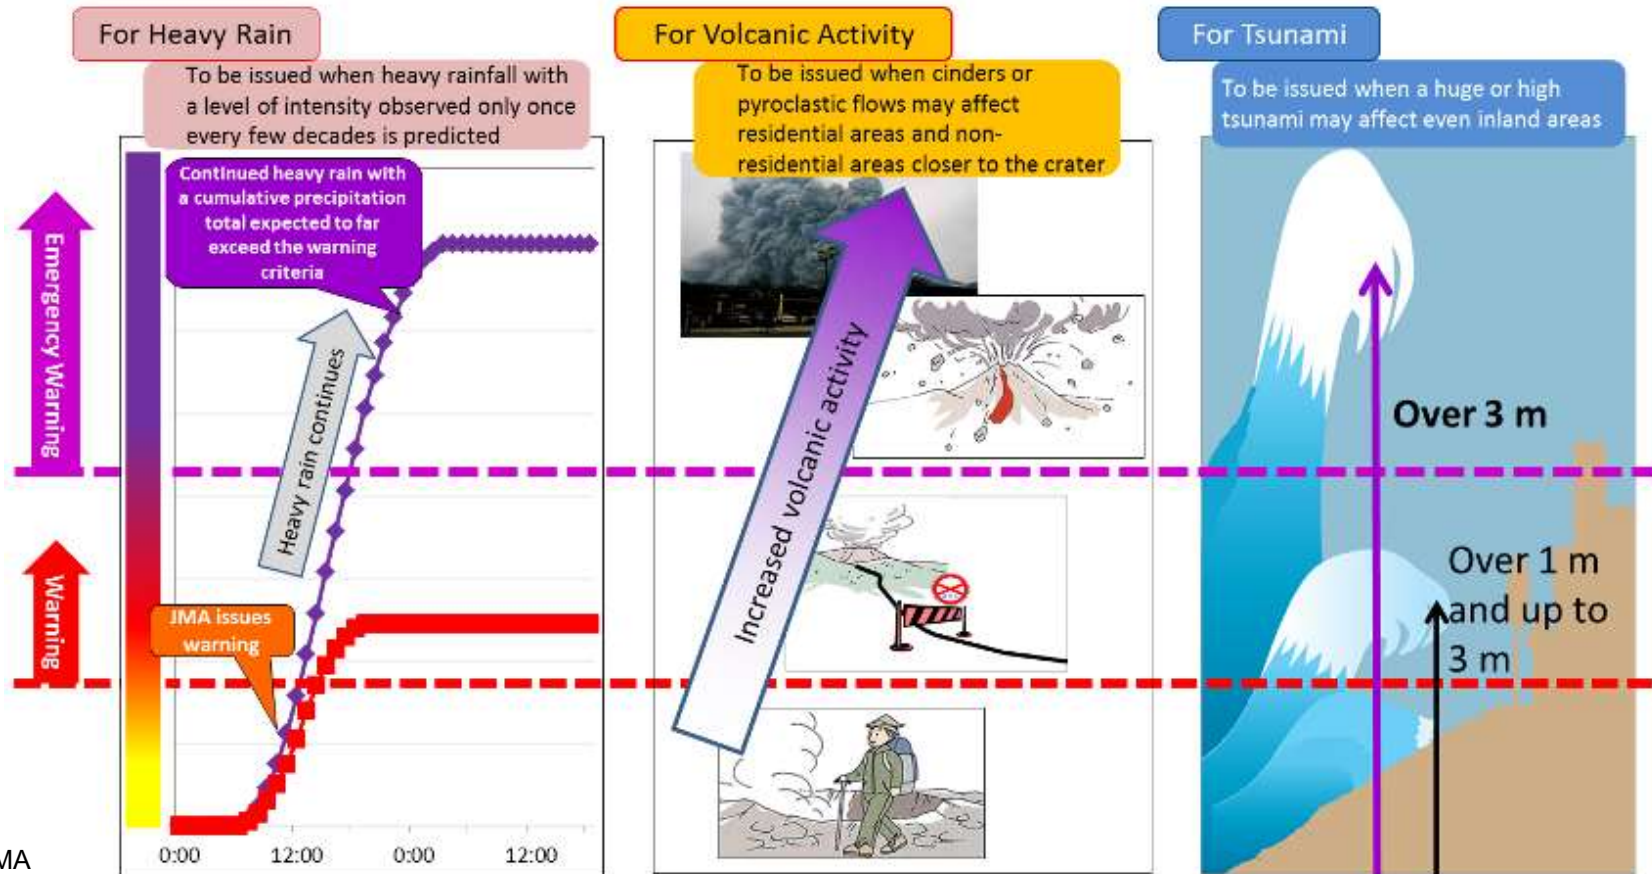 For Heavy Rain
To be issued when heavy rainfall with
a level of intensity observed only once
every few decades is predicted
Continued heavy rain with
a cumulative precipitation
total expected to far
exceed the warning
criteria
Emergency Warning
Heavy rain continues
Warning
JMA issues
warning
0:00
12:00
0:00
12:00
MA
For Volcanic Activity
To be issued when cinders or
pyroclastic flows may affect
residential areas and non-
residential areas closer to the crater
Increased volcanic activity
For Tsunami
To be issued when a huge or high
tsunami may affect even inland areas
Over 3 m
Over 1 m
and up to
3 m